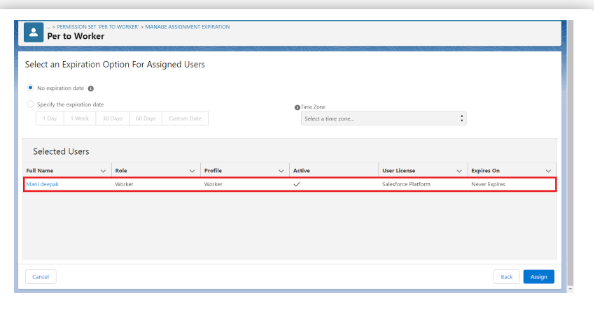 ... > PERMISSION SET 'PER TO WORKER' > MANAGE ASSIGNMENT EXPIRATION
Per to Worker
Select an Expiration Option For Assigned Users
No expiration date
Specify the expiration date
1 Day 1 Week 30 Days 60 Days Custom Date
Time Zone
Select a time zone...
Selected Users
Full Name Role Profile Active User License Expires On
Mani deepak Worker Worker Salesforce Platform Never Expires
Cancel Back Assign